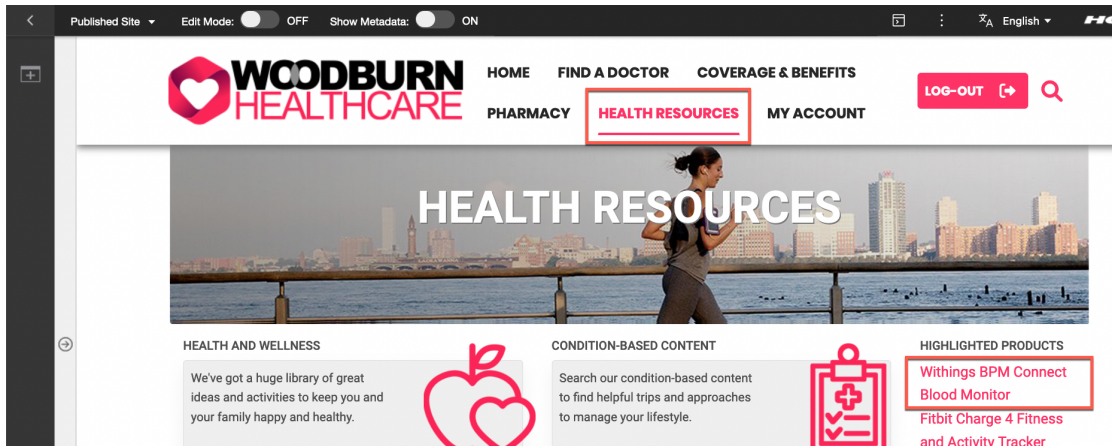 Published Site
Edit Mode:
OFF
Show Metadata:
ON
English
WOODBURN
HEALTHCARE
HOME
FIND A DOCTOR
COVERAGE & BENEFITS
PHARMACY
HEALTH RESOURCES
MY ACCOUNT
LOG-OUT
HEALTH RESOURCES
HEALTH AND WELLNESS
We've got a huge library of great
ideas and activities to keep you and
your family happy and healthy.
CONDITION-BASED CONTENT
Search our condition-based content
to find helpful trips and approaches
to manage your lifestyle.
HIGHLIGHTED PRODUCTS
Withings BPM Connect
Blood Monitor
Fitbit Charge 4 Fitness
and Activity Tracker